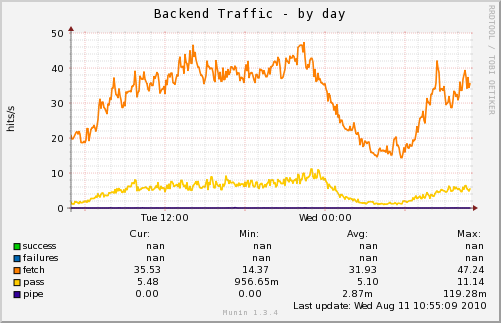 Backend Traffic - by day
RRDTOOL / TOBI OETIKER
hits/s
50
40
30
20
10
0
Tue 12:00 Wed 00:00
Cur: Min: Avg: Max:
success nan nan nan nan
failures nan nan nan nan
fetch 35.53 14.37 31.93 47.24
pass 5.48 956.65m 5.10 11.14
pipe 0.00 0.00 2.87m 119.28m
Last update: Wed Aug 11 10:55:09 2010
Munin 1.3.4